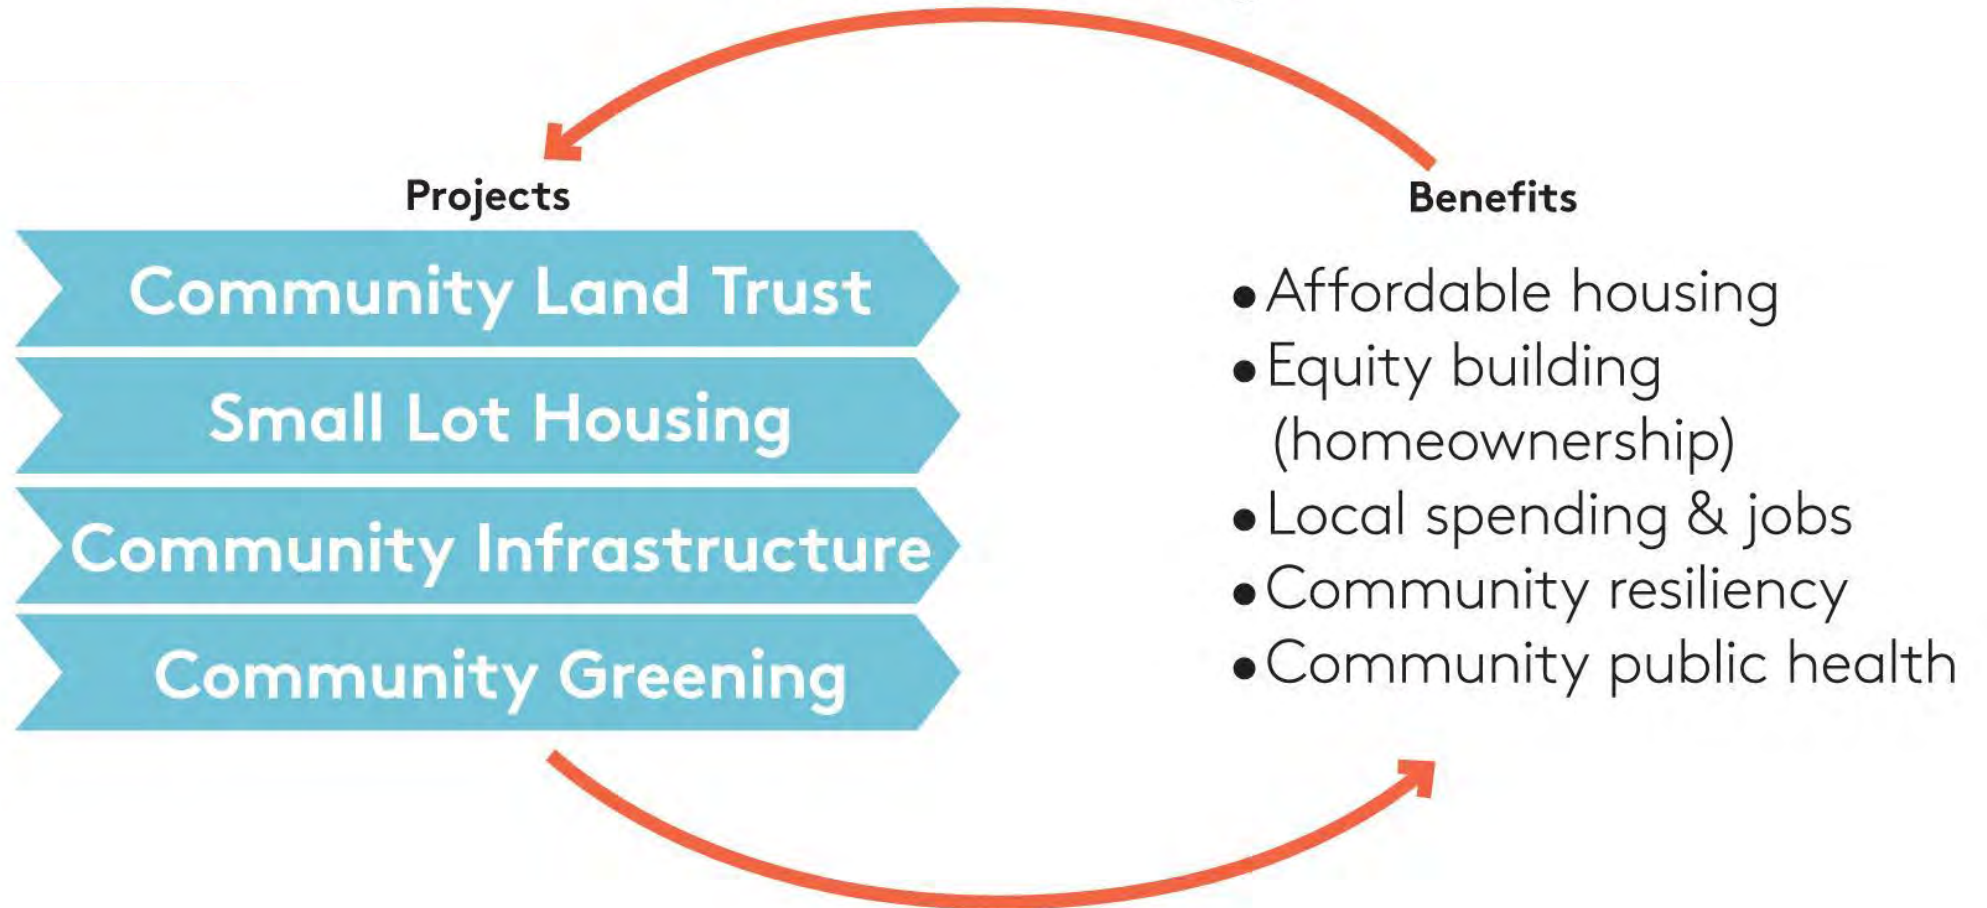 Projects
Community Land Trust
Small Lot Housing
Community Infrastructure
Community Greening
Benefits
• Affordable housing
• Equity building
(homeownership)
• Local spending & jobs
• Community resiliency
• Community public health